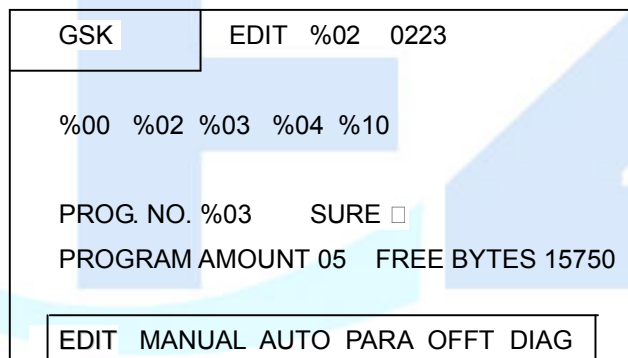 GSK EDIT %02 0223
%00 %02 %03 %04 %10
PROG. NO. %03 SURE □
PROGRAM AMOUNT 05 FREE BYTES 15750
EDIT MANUAL AUTO PARA OFFT DIAG